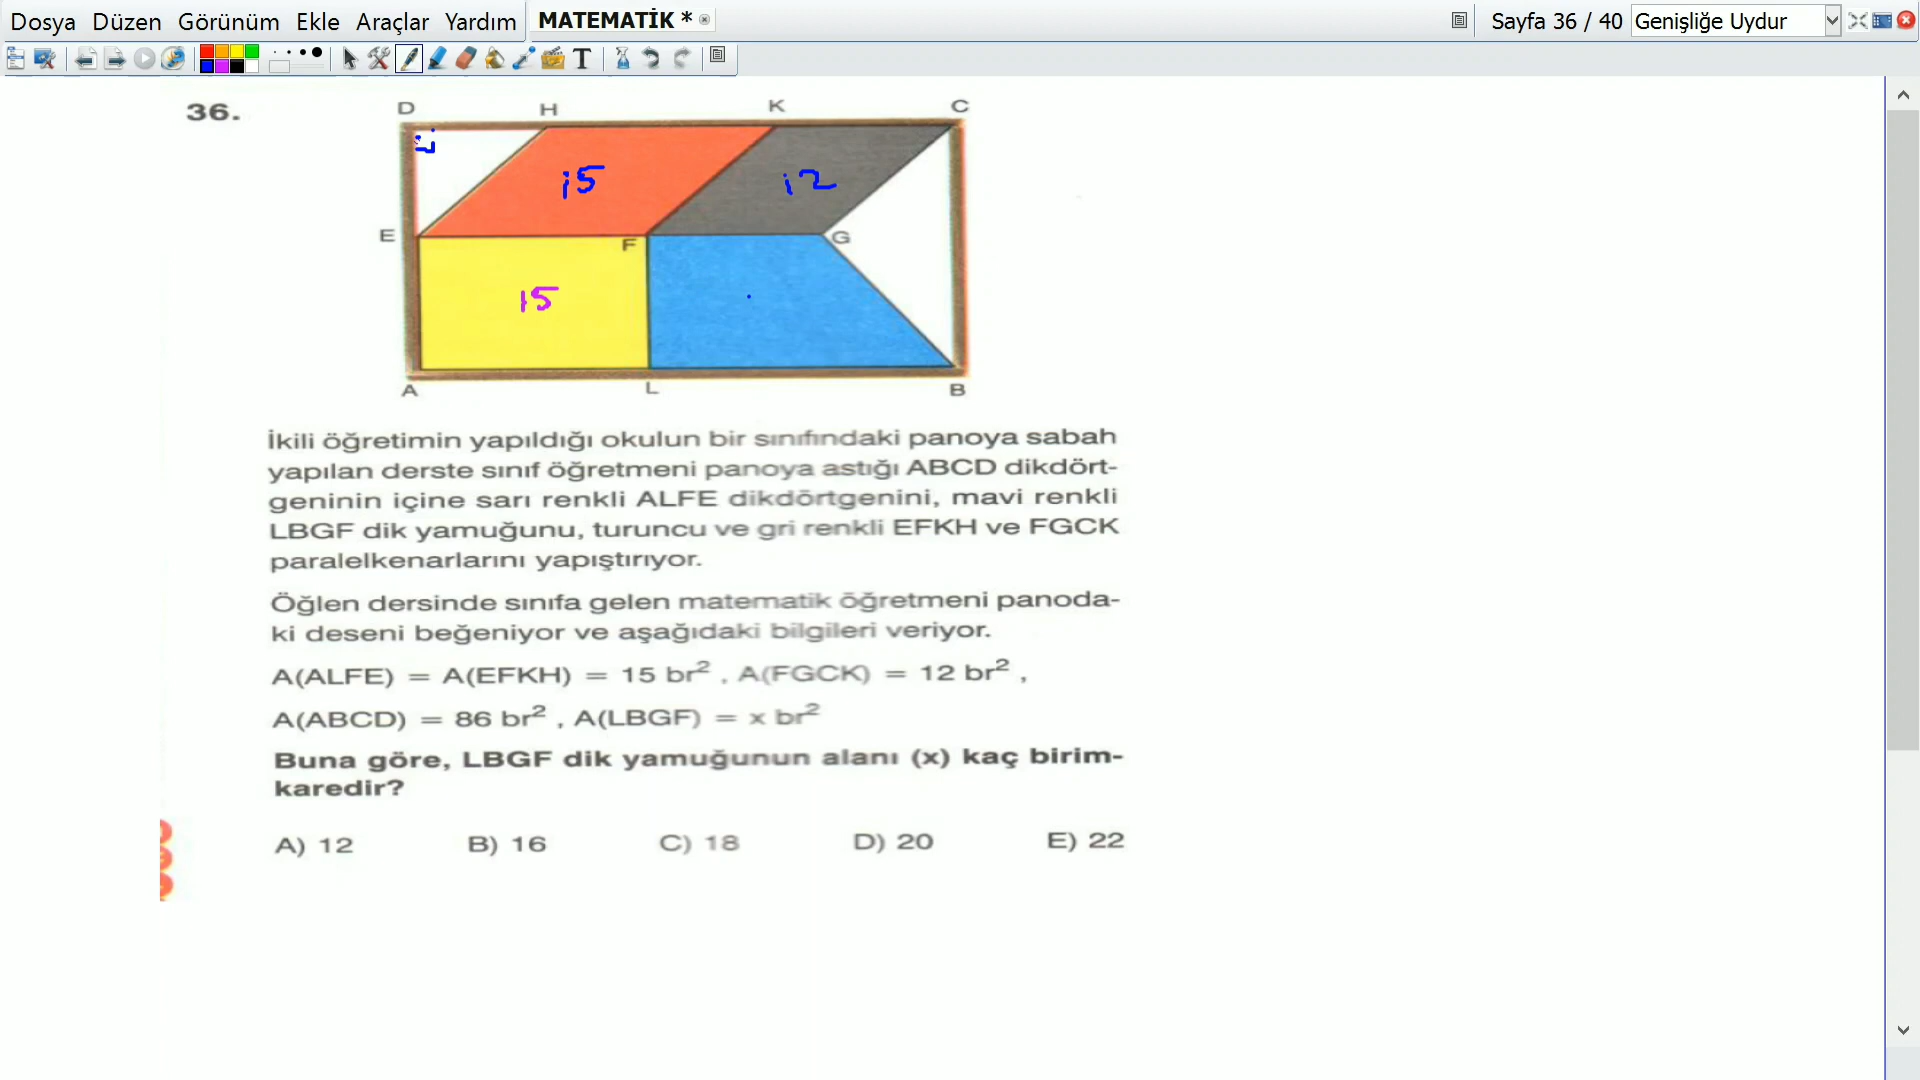 Dosya Düzen Görünüm Ekle Araçlar Yardım MATEMATİK * Sayfa 36 / 40 Genişliğe Uydur
36.
D H K C
15 12
E F G
15
A L B
İkili öğretimin yapıldığı okulun bir sınıfındaki panoya sabah
yapılan derste sınıf öğretmeni panoya astığı ABCD dikdört-
geninin içine sarı renkli ALFE dikdörtgenini, mavi renkli
LBGF dik yamuğunu, turuncu ve gri renkli EFKH ve FGCK
paralelkenarlarını yapıştırıyor.
Öğlen dersinde sınıfa gelen matematik öğretmeni panoda-
ki deseni beğeniyor ve aşağıdaki bilgileri veriyor.
A(ALFE) = A(EFKH) = 15 br² , A(FGCK) = 12 br² ,
A(ABCD) = 86 br² , A(LBGF) = x br²
Buna göre, LBGF dik yamuğunun alanı (x) kaç birim-
karedir?
A) 12 B) 16 C) 18 D) 20 E) 22